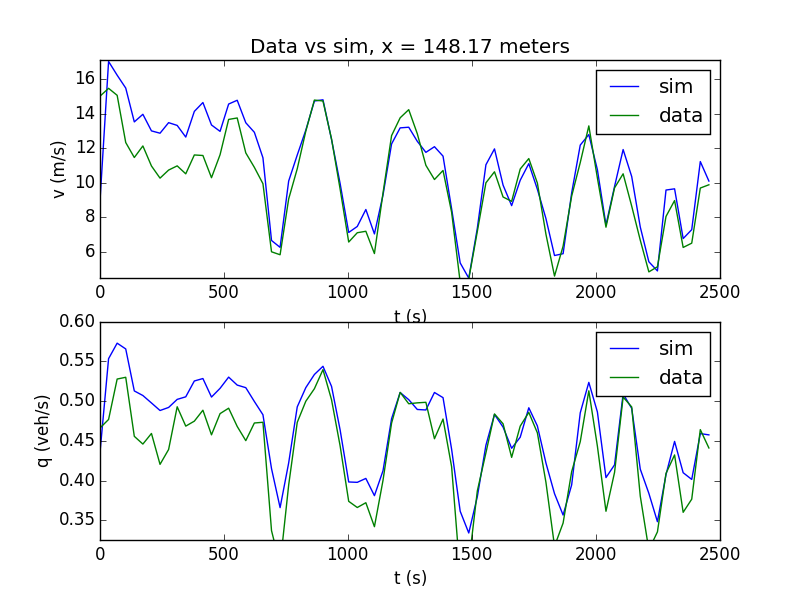 Data vs sim, x = 148.17 meters
16
14
12
10
8
6
v (m/s)
sim
data
0
500
1000
1500
2000
2500
t (s)
0.60
0.55
0.50
0.45
0.40
0.35
q (veh/s)
sim
data
0
500
1000
1500
2000
2500
t (s)